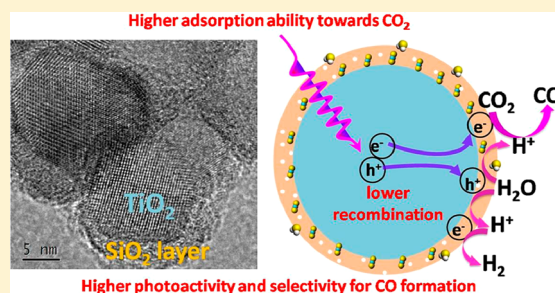 Higher adsorption ability towards CO₂
TiO₂
SiO₂ layer
5 nm
e⁻
h⁺
lower
recombination
CO₂
CO
e⁻
H⁺
h⁺
H₂O
e⁻
H⁺
H₂
Higher photoactivity and selectivity for CO formation